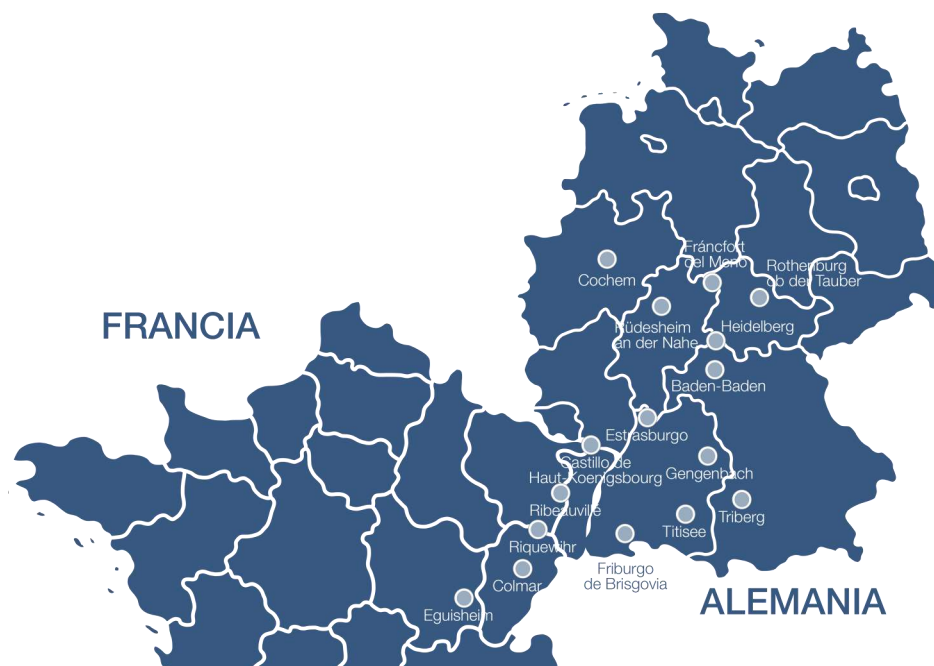 Fráncfort
del Meno
Rothenburg
ob der Tauber
Cochem
FRANCIA
Rüdesheim
an der Nahe
Heidelberg
Baden-Baden
Estrasburgo
Castillo de
Haut-Koenigsbourg
Gengenbach
Ribeauville
Triberg
Titisee
Riquewihr
Friburgo
de Brisgovia
Colmar
ALEMANIA
Eguisheim